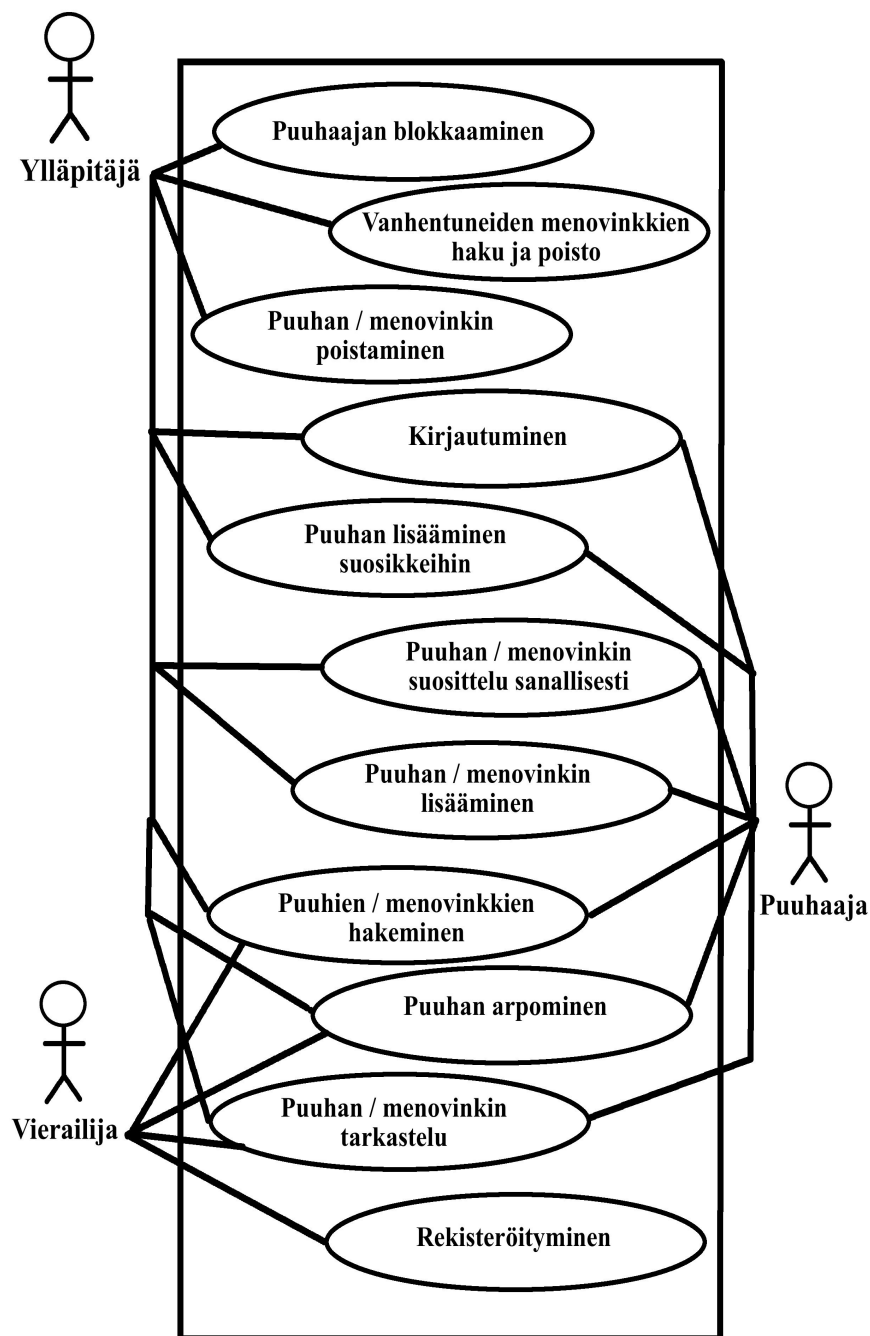 Ylläpitäjä
Puuhaajan blokkaaminen
Vanhentuneiden menovinkkien
haku ja poisto
Puuhan / menovinkin
poistaminen
Kirjautuminen
Puuhan lisääminen
suosikkeihin
Puuhan / menovinkin
suosittelu sanallisesti
Puuhan / menovinkin
lisääminen
Puuhaaja
Puuhien / menovinkkien
hakeminen
Puuhan arpominen
Vierailija
Puuhan / menovinkin
tarkastelu
Rekisteröityminen